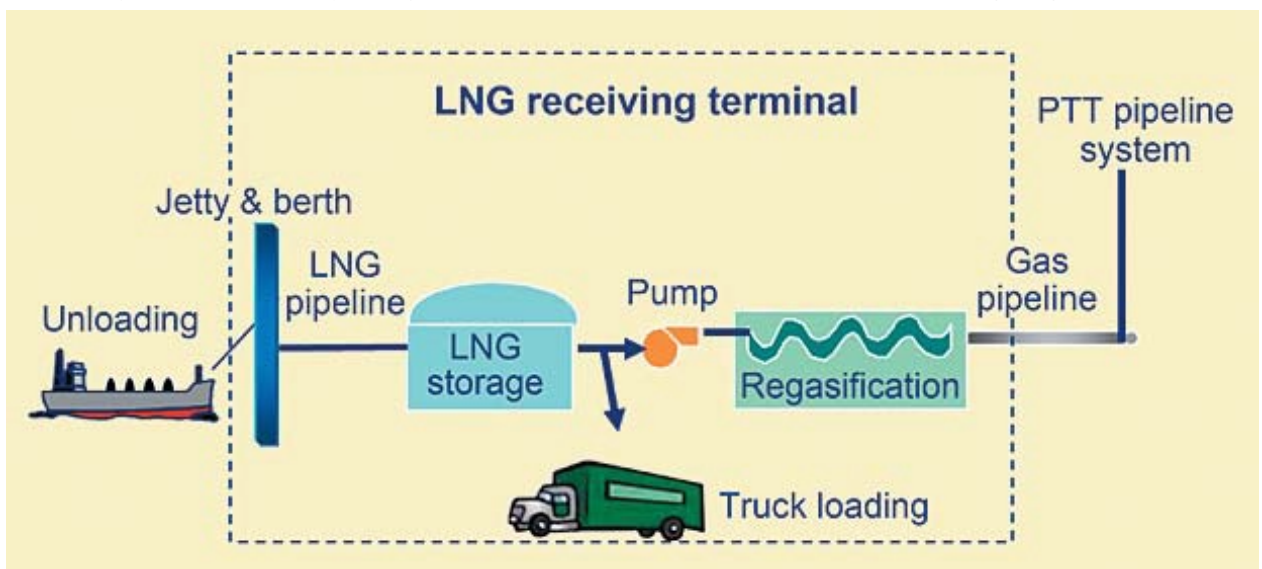 LNG receiving terminal
PTT pipeline
system
Jetty & berth
LNG
pipeline
Unloading
LNG
storage
Pump
Regasification
Gas
pipeline
Truck loading